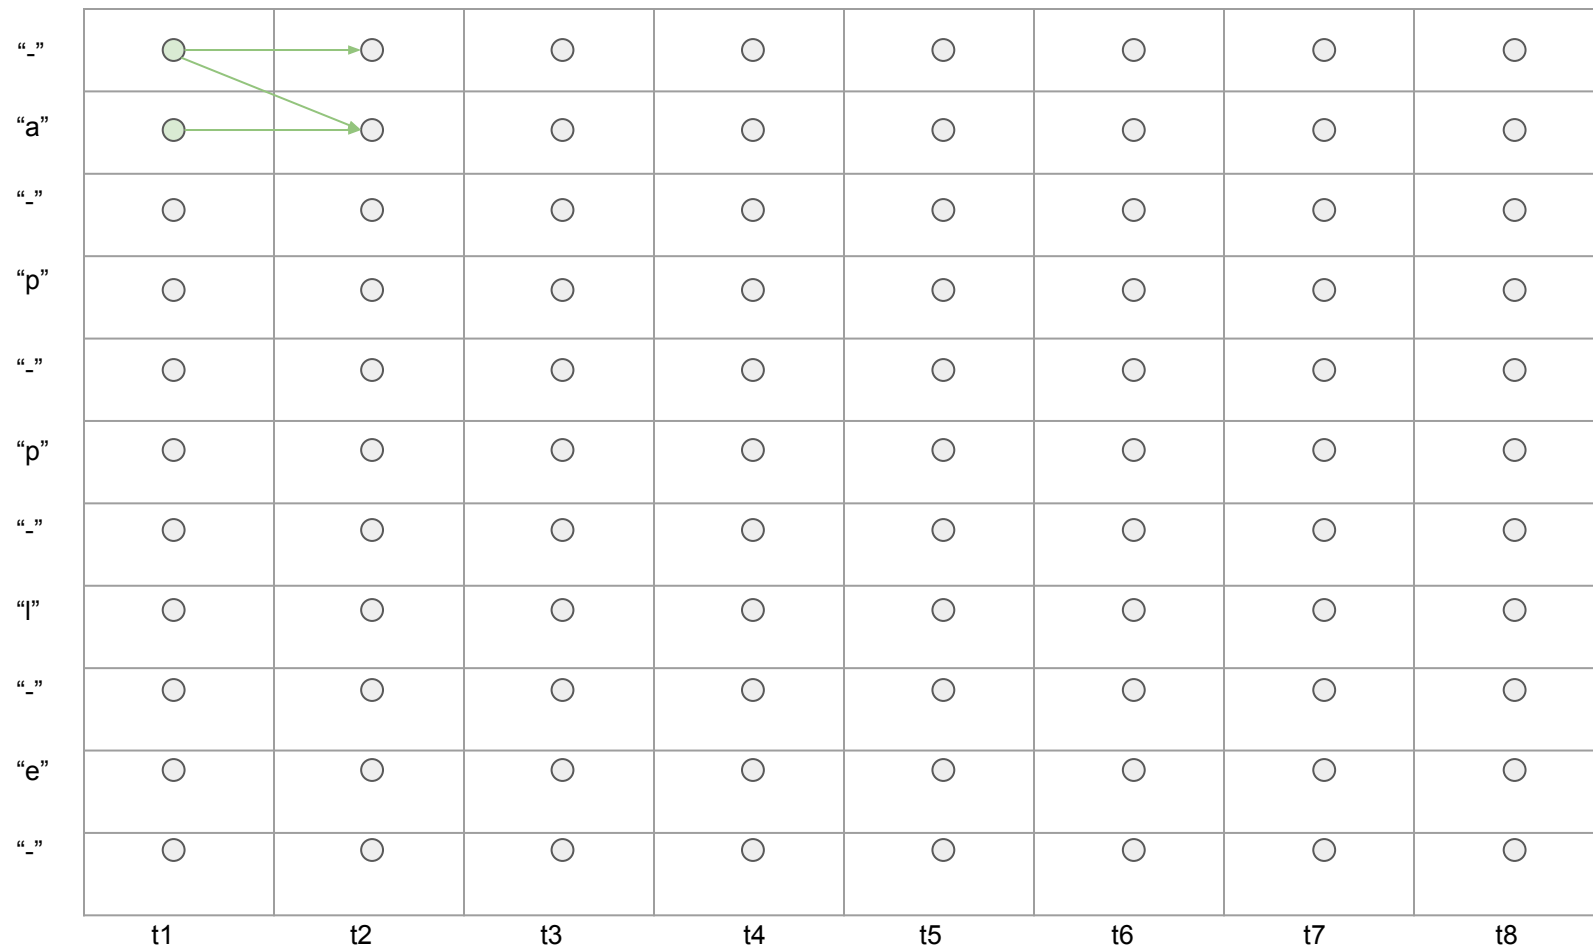 “-”
“a”
“-”
“p”
“-”
“p”
“-”
“l”
“-”
“e”
“-”
t1 t2 t3 t4 t5 t6 t7 t8